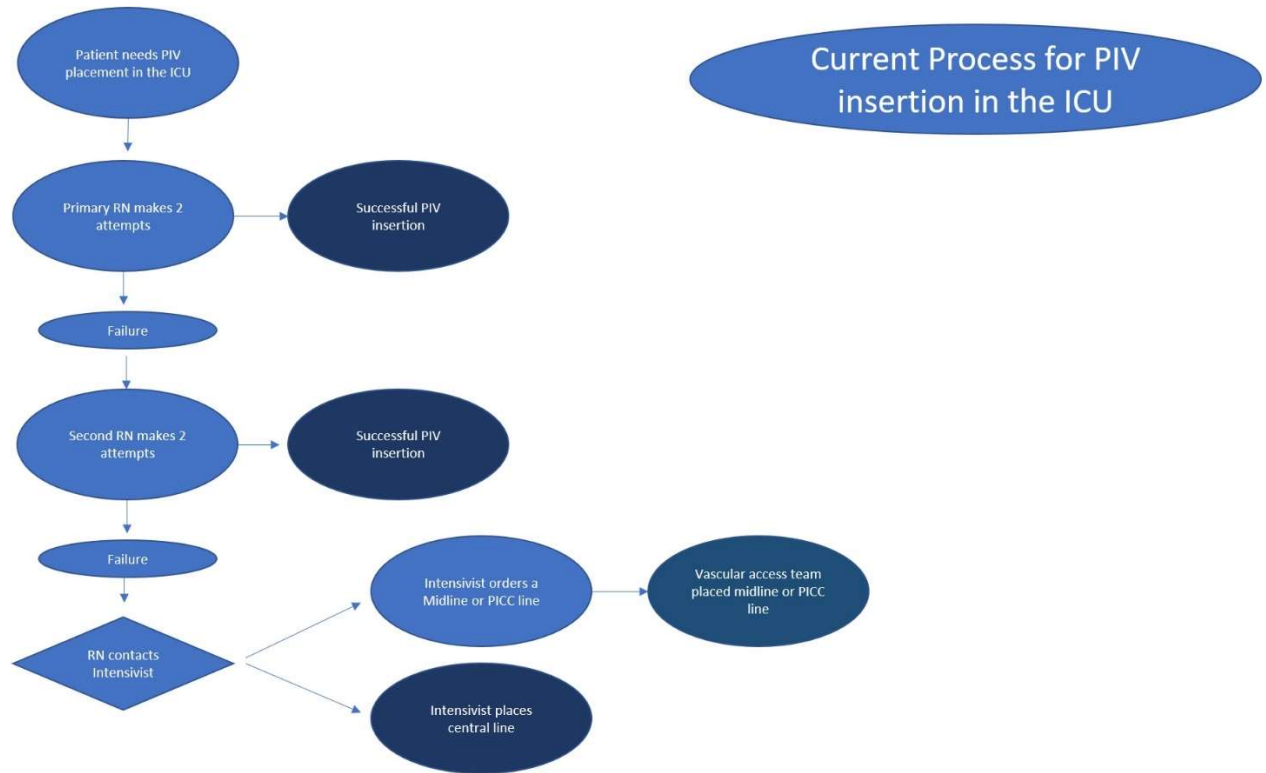 Patient needs PIV
placement in the ICU
Current Process for PIV
insertion in the ICU
Primary RN makes 2
attempts
Successful PIV
insertion
Failure
Second RN makes 2
attempts
Successful PIV
insertion
Failure
Intensivist orders a
Midline or PICC line
Vascular access team
placed midline or PICC
line
RN contacts
Intensivist
Intensivist places
central line